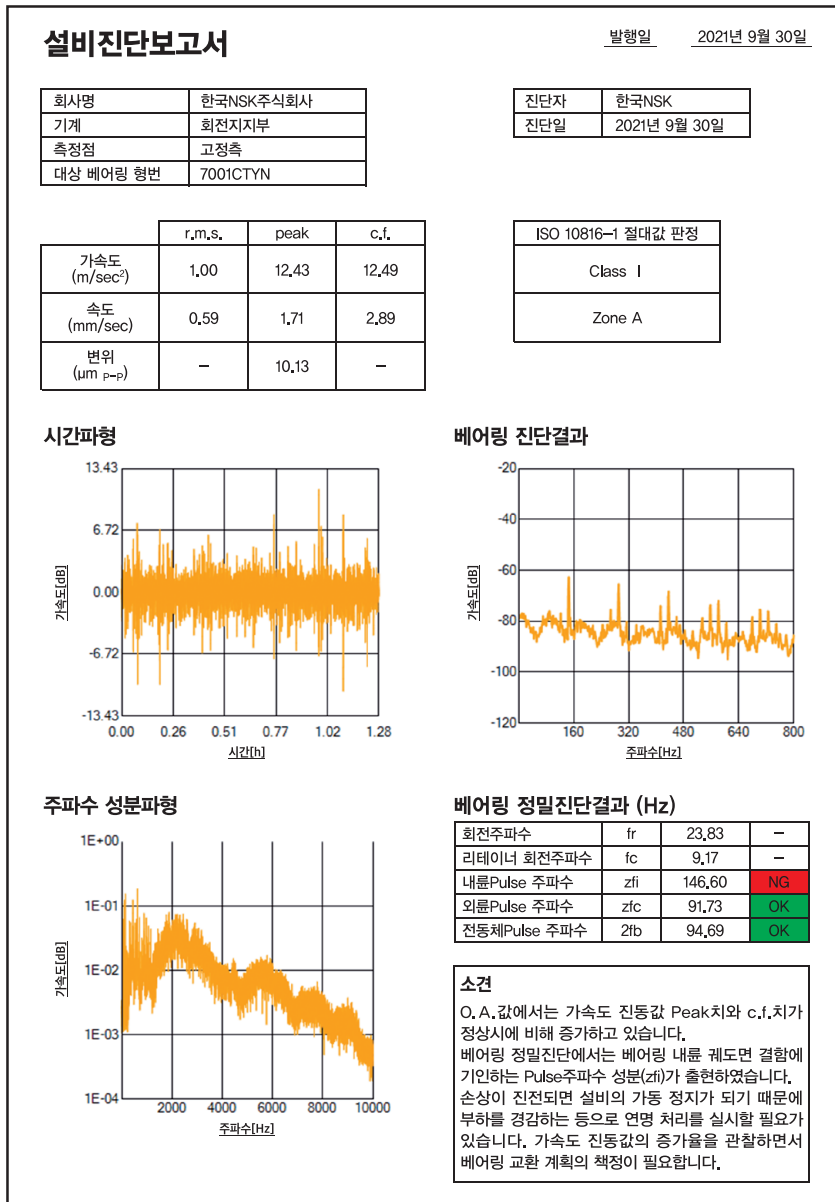 설비진단보고서
발행일 2021년 9월 30일
회사명 한국NSK주식회사
기계 회전지지부
측정점 고정측
대상 베어링 형번 7001CTYN
진단자 한국NSK
진단일 2021년 9월 30일
r.m.s. peak c.f.
가속도 (m/sec²) 1.00 12.43 12.49
속도 (mm/sec) 0.59 1.71 2.89
변위 (μm P-P) – 10.13 –
ISO 10816–1 절대값 판정
Class Ⅰ
Zone A
시간파형
13.43
6.72
0.00
-6.72
-13.43
가속도[dB]
0.00 0.26 0.51 0.77 1.02 1.28
시간[h]
베어링 진단결과
-20
-40
-60
-80
-100
-120
가속도[dB]
160 320 480 640 800
주파수[Hz]
주파수 성분파형
1E+00
1E-01
1E-02
1E-03
1E-04
가속도[dB]
2000 4000 6000 8000 10000
주파수[Hz]
베어링 정밀진단결과 (Hz)
회전주파수 fr 23.83 –
리테이너 회전주파수 fc 9.17 –
내륜Pulse 주파수 zfi 146.60 NG
외륜Pulse 주파수 zfc 91.73 OK
전동체Pulse 주파수 2fb 94.69 OK
소견
O.A.값에서는 가속도 진동값 Peak치와 c.f.치가
정상시에 비해 증가하고 있습니다.
베어링 정밀진단에서는 베어링 내륜 궤도면 결함에
기인하는 Pulse주파수 성분(zfi)가 출현하였습니다.
손상이 진전되면 설비의 가동 정지가 되기 때문에
부하를 경감하는 등으로 연명 처리를 실시할 필요가
있습니다. 가속도 진동값의 증가율을 관찰하면서
베어링 교환 계획의 책정이 필요합니다.